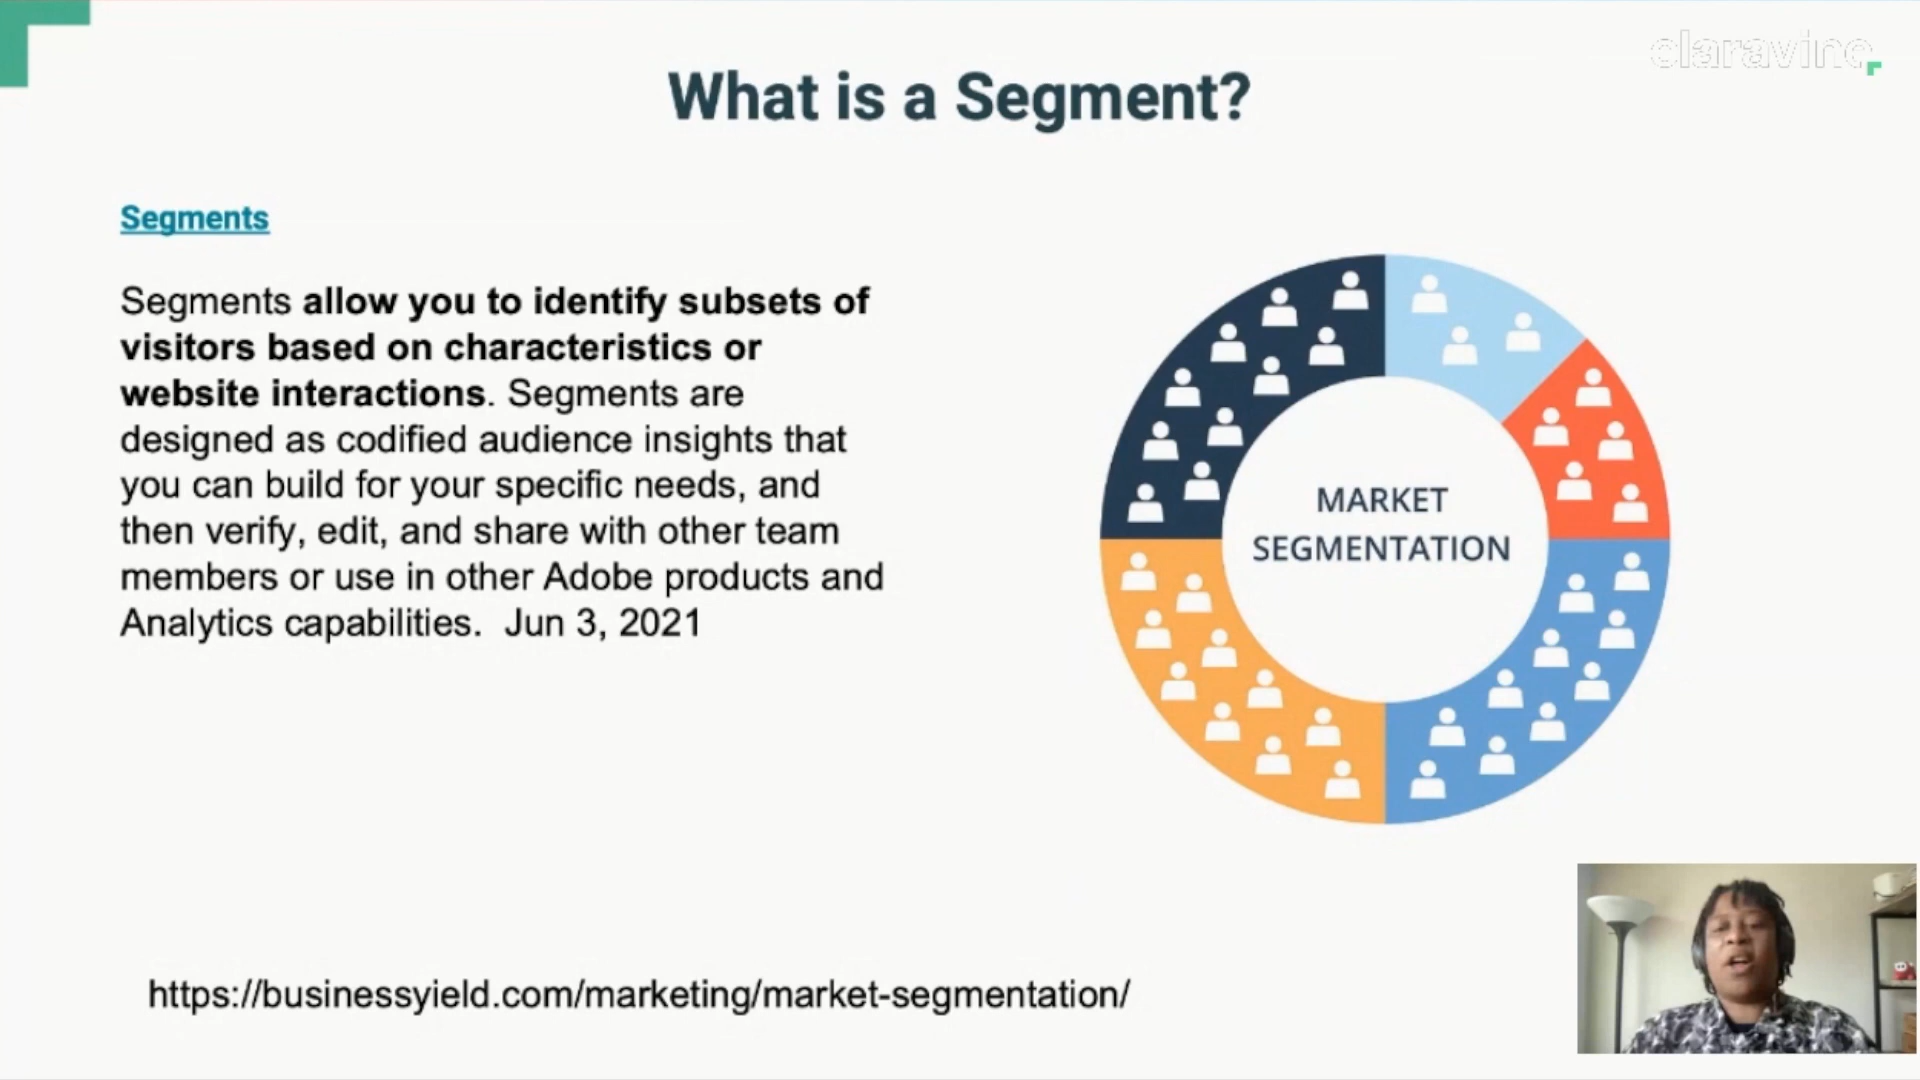 claravine
What is a Segment?
Segments
Segments allow you to identify subsets of
visitors based on characteristics or
website interactions. Segments are
designed as codified audience insights that
you can build for your specific needs, and
then verify, edit, and share with other team
members or use in other Adobe products and
Analytics capabilities.  Jun 3, 2021
MARKET
SEGMENTATION
https://businessyield.com/marketing/market-segmentation/